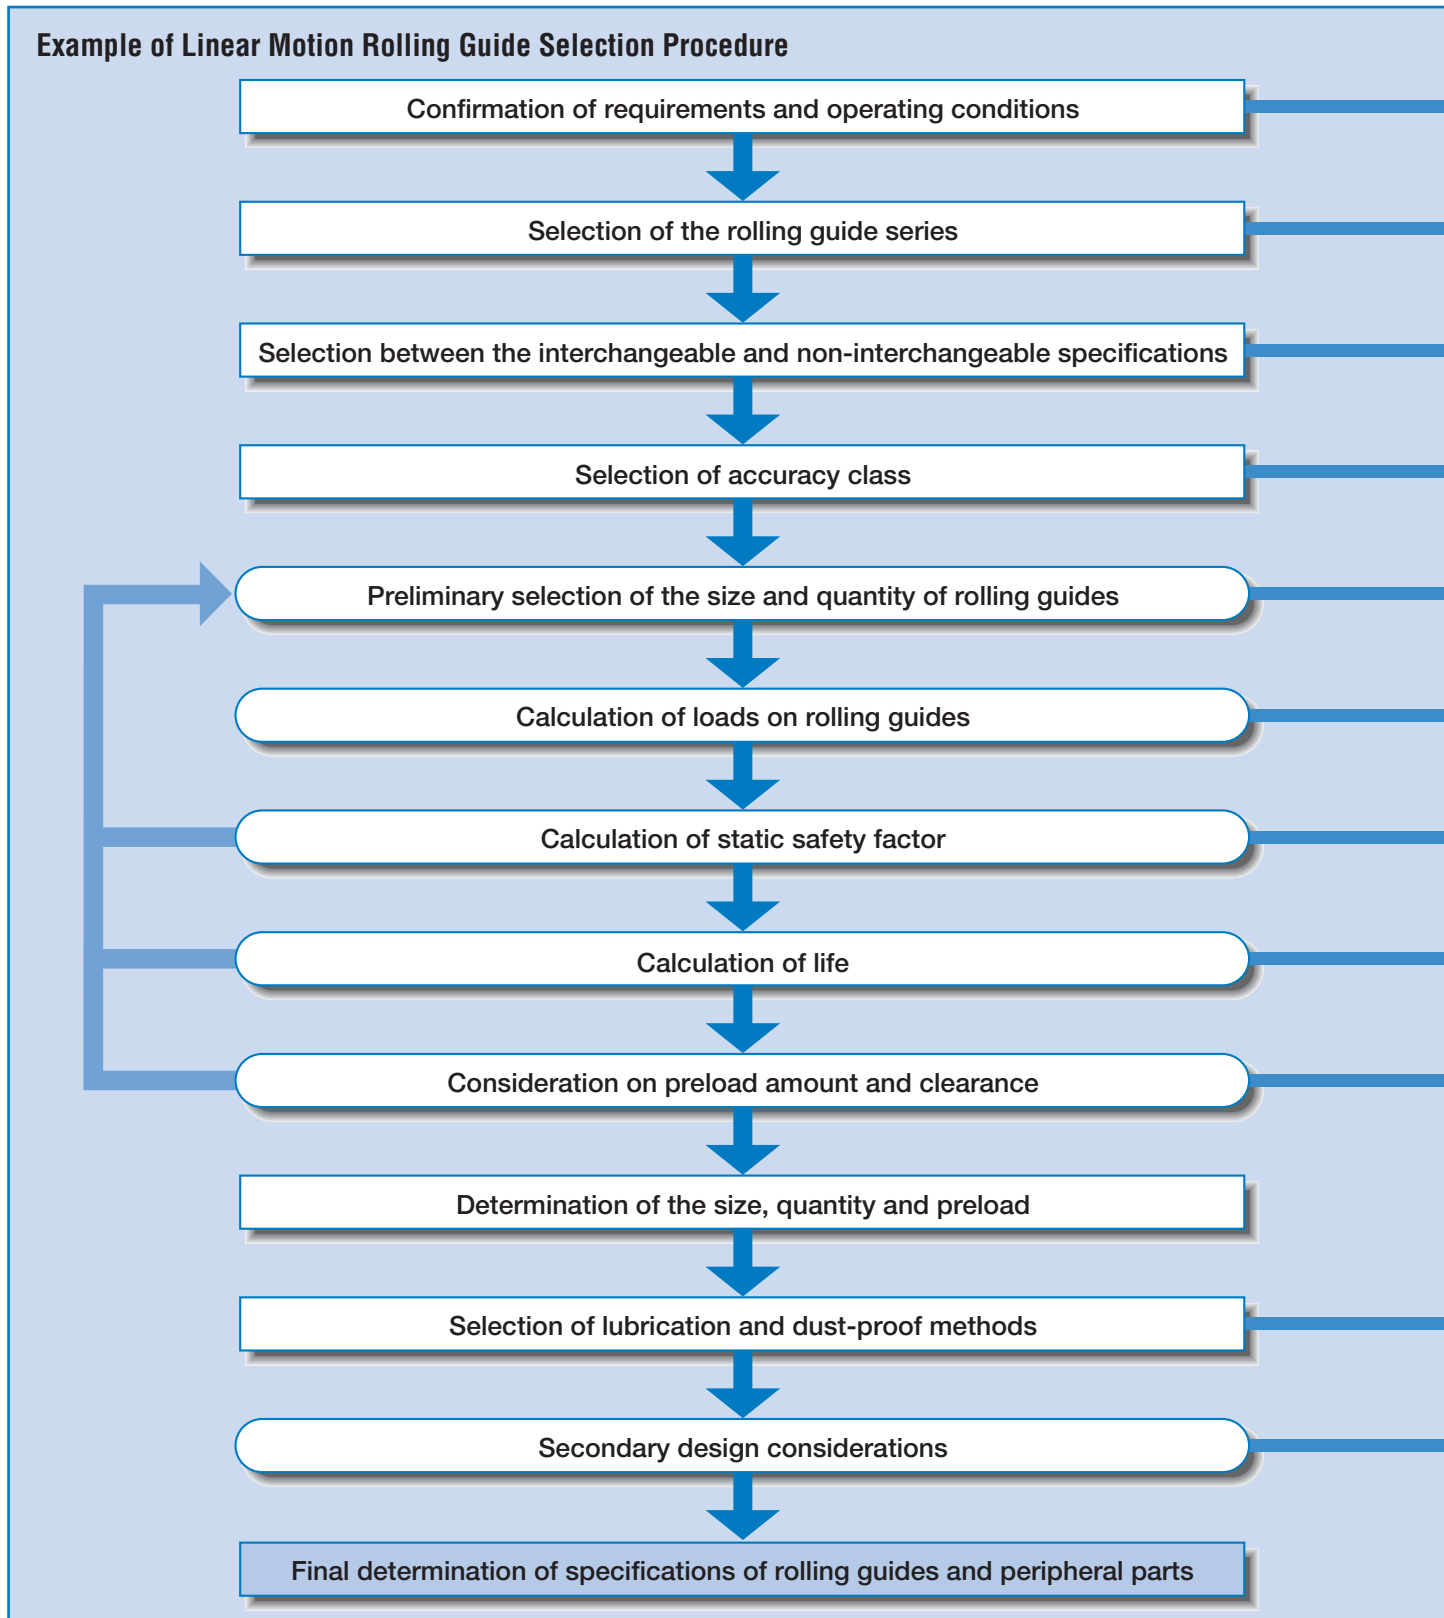 Example of Linear Motion Rolling Guide Selection Procedure
Confirmation of requirements and operating conditions
Selection of the rolling guide series
Selection between the interchangeable and non-interchangeable specifications
Selection of accuracy class
Preliminary selection of the size and quantity of rolling guides
Calculation of loads on rolling guides
Calculation of static safety factor
Calculation of life
Consideration on preload amount and clearance
Determination of the size, quantity and preload
Selection of lubrication and dust-proof methods
Secondary design considerations
Final determination of specifications of rolling guides and peripheral parts